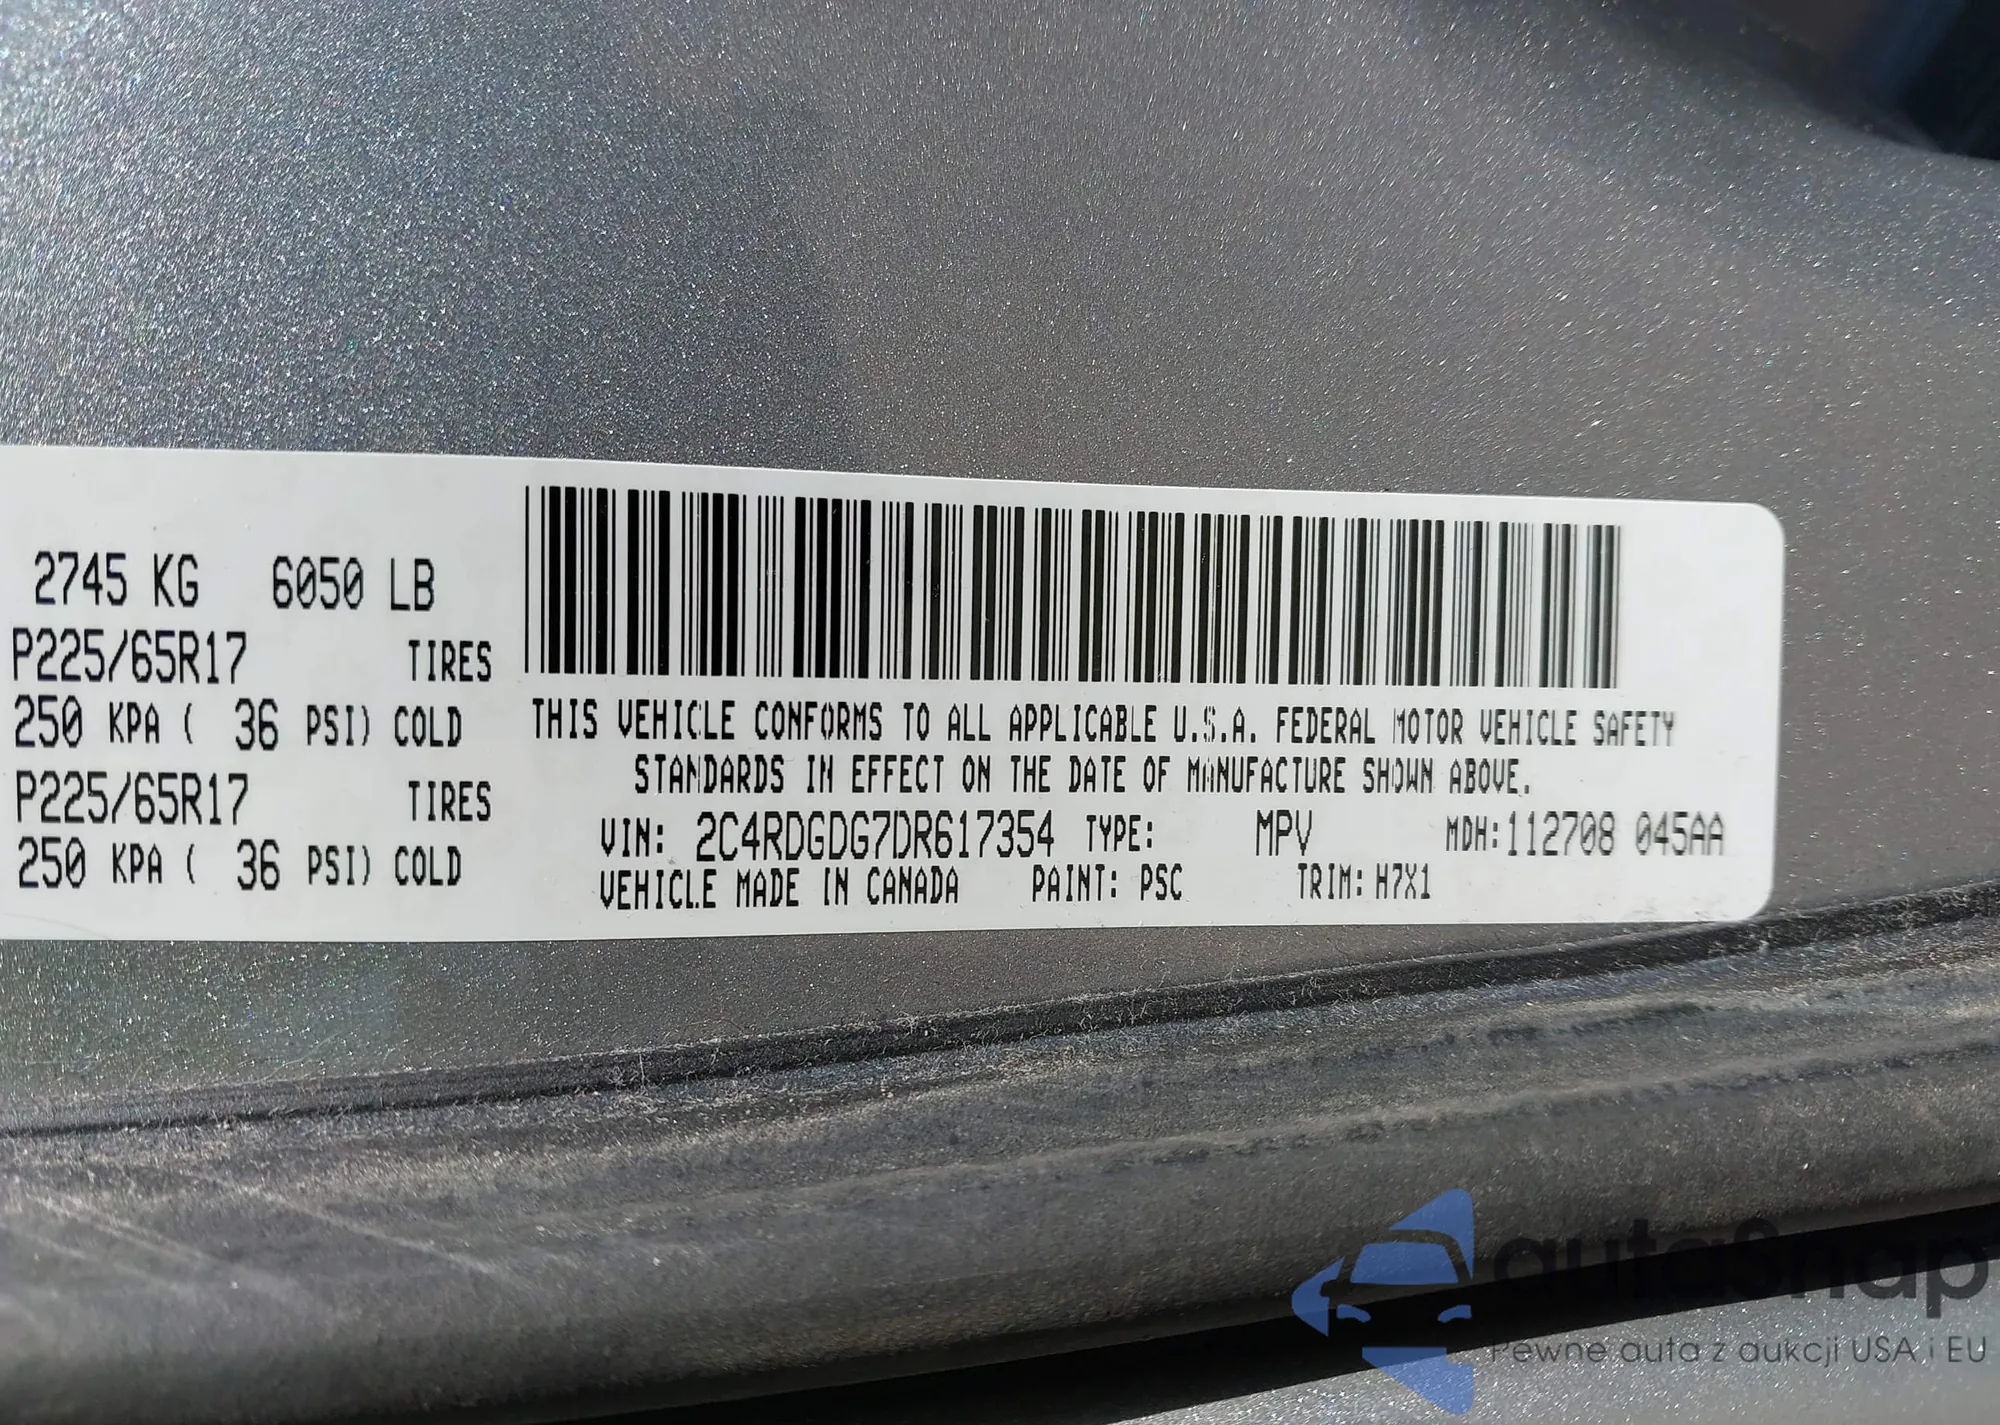 2745 KG 6050 LB
P225/65R17 TIRES
250 KPA ( 36 PSI) COLD
P225/65R17 TIRES
250 KPA ( 36 PSI) COLD
THIS VEHICLE CONFORMS TO ALL APPLICABLE U.S.A. FEDERAL MOTOR VEHICLE SAFETY
STANDARDS IN EFFECT ON THE DATE OF MANUFACTURE SHOWN ABOVE.
VIN: 2C4RDGDG7DR617354 TYPE: MPV MDH:112708 045AA
VEHICLE MADE IN CANADA PAINT: PSC TRIM: H7X1
autaSnap
Pewne auta z aukcji USA i EU